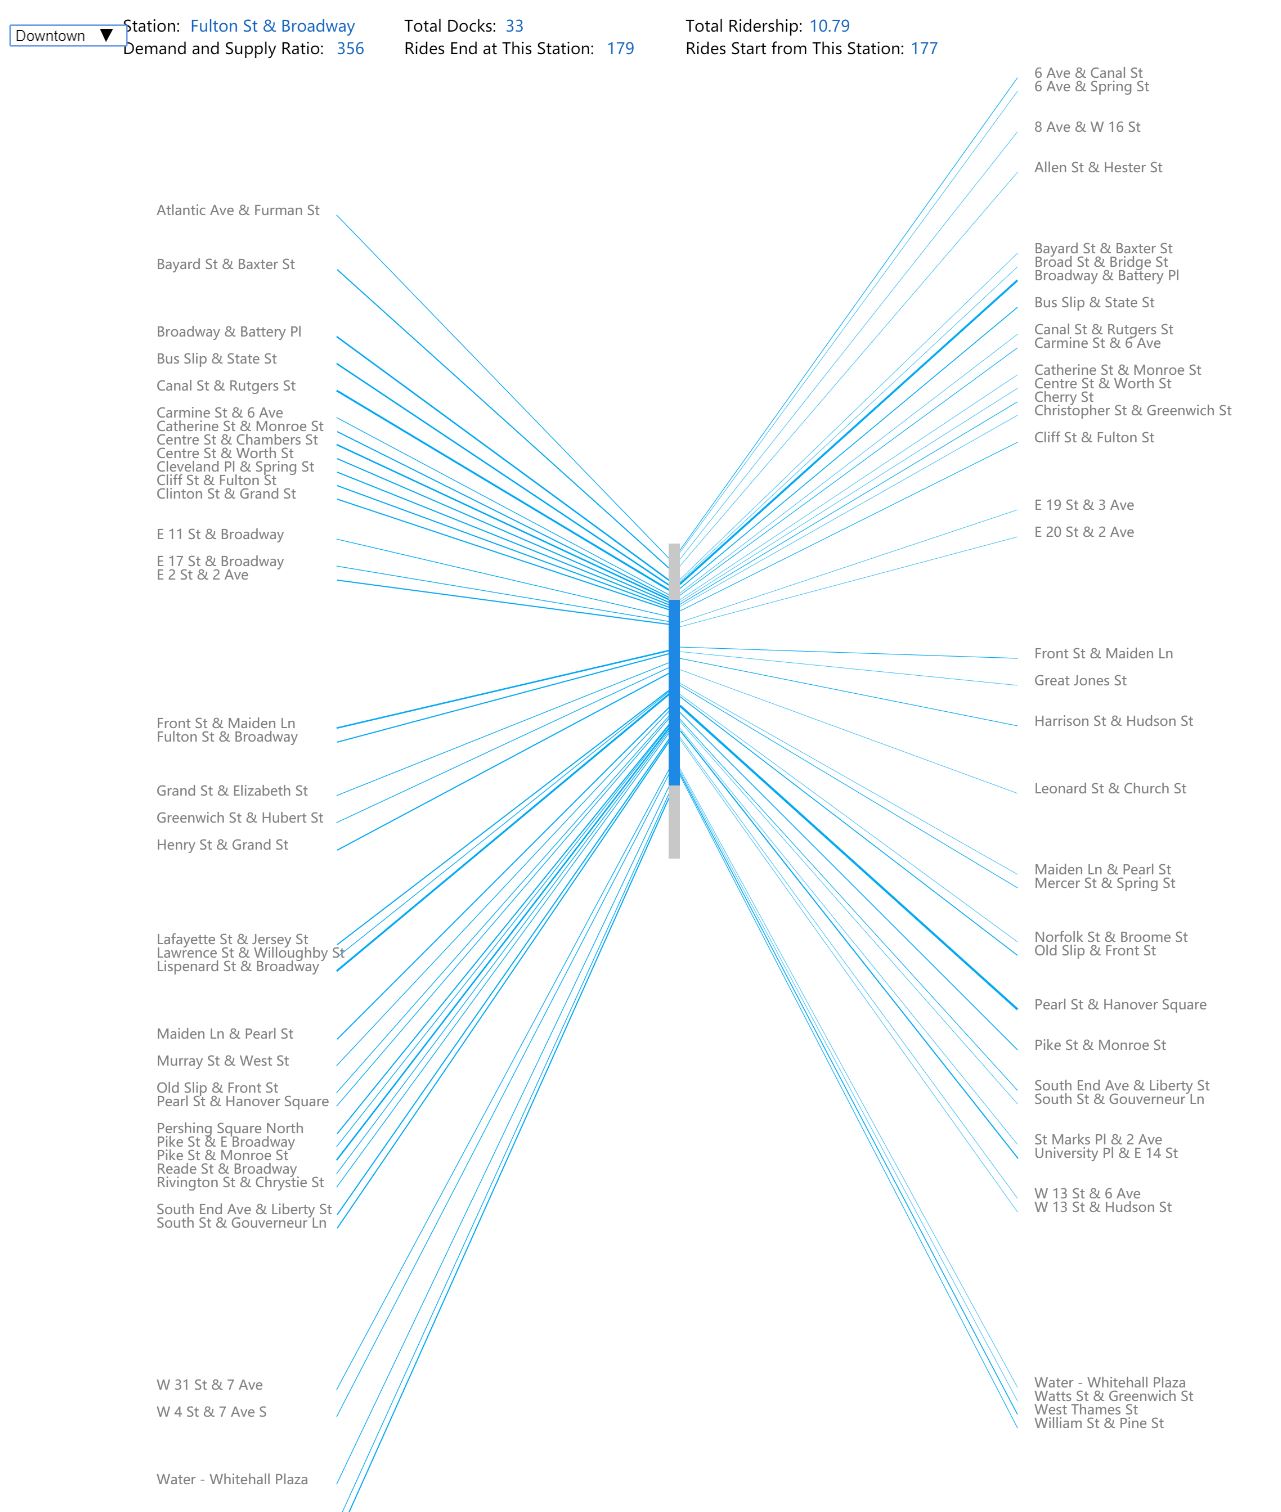 Downtown ▼
Station: Fulton St & Broadway
Total Docks: 33
Total Ridership: 10.79
Demand and Supply Ratio: 356
Rides End at This Station: 179
Rides Start from This Station: 177
Atlantic Ave & Furman St
Bayard St & Baxter St
Broadway & Battery Pl
Bus Slip & State St
Canal St & Rutgers St
Carmine St & 6 Ave
Catherine St & Monroe St
Centre St & Chambers St
Centre St & Worth St
Cleveland Pl & Spring St
Cliff St & Fulton St
Clinton St & Grand St
E 11 St & Broadway
E 17 St & Broadway
E 2 St & 2 Ave
Front St & Maiden Ln
Fulton St & Broadway
Grand St & Elizabeth St
Greenwich St & Hubert St
Henry St & Grand St
Lafayette St & Jersey St
Lawrence St & Willoughby St
Lispenard St & Broadway
Maiden Ln & Pearl St
Murray St & West St
Old Slip & Front St
Pearl St & Hanover Square
Pershing Square North
Pike St & E Broadway
Pike St & Monroe St
Reade St & Broadway
Rivington St & Chrystie St
South End Ave & Liberty St
South St & Gouverneur Ln
W 31 St & 7 Ave
W 4 St & 7 Ave S
Water - Whitehall Plaza
6 Ave & Canal St
6 Ave & Spring St
8 Ave & W 16 St
Allen St & Hester St
Bayard St & Baxter St
Broad St & Bridge St
Broadway & Battery Pl
Bus Slip & State St
Canal St & Rutgers St
Carmine St & 6 Ave
Catherine St & Monroe St
Centre St & Worth St
Cherry St
Christopher St & Greenwich St
Cliff St & Fulton St
E 19 St & 3 Ave
E 20 St & 2 Ave
Front St & Maiden Ln
Great Jones St
Harrison St & Hudson St
Leonard St & Church St
Maiden Ln & Pearl St
Mercer St & Spring St
Norfolk St & Broome St
Old Slip & Front St
Pearl St & Hanover Square
Pike St & Monroe St
South End Ave & Liberty St
South St & Gouverneur Ln
St Marks Pl & 2 Ave
University Pl & E 14 St
W 13 St & 6 Ave
W 13 St & Hudson St
Water - Whitehall Plaza
Watts St & Greenwich St
West Thames St
William St & Pine St